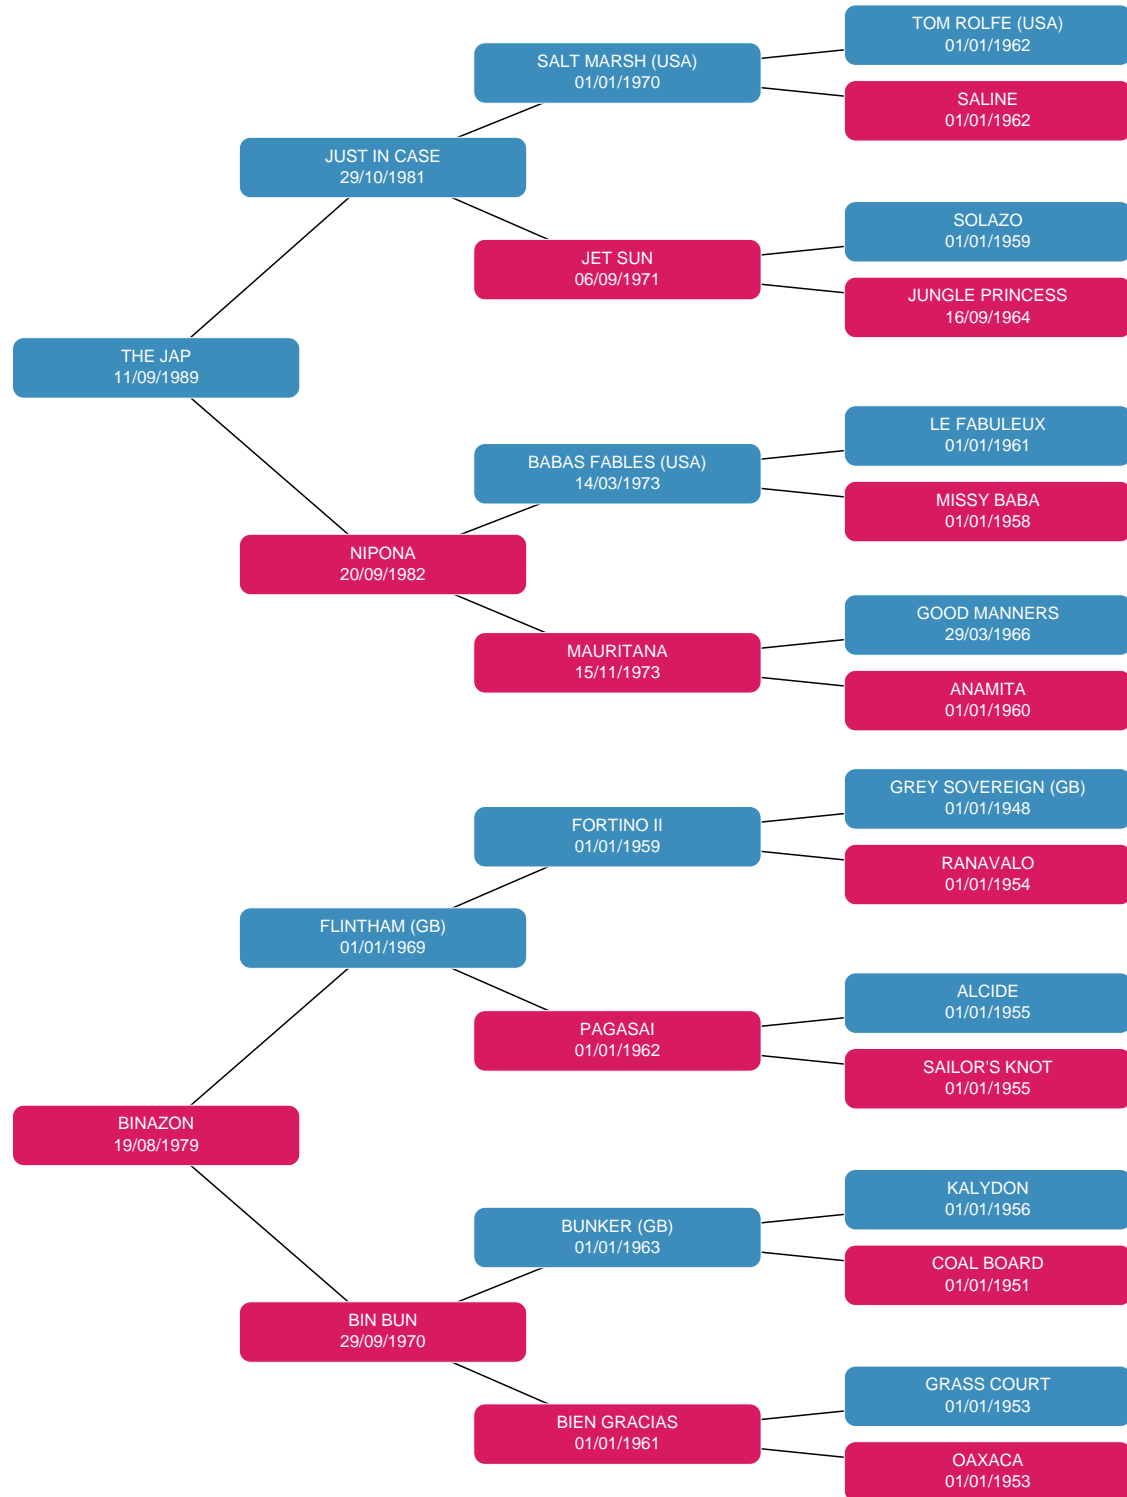 TOM ROLFE (USA)
01/01/1962
SALT MARSH (USA)
01/01/1970
SALINE
01/01/1962
JUST IN CASE
29/10/1981
SOLAZO
01/01/1959
JET SUN
06/09/1971
JUNGLE PRINCESS
16/09/1964
THE JAP
11/09/1989
LE FABULEUX
01/01/1961
BABAS FABLES (USA)
14/03/1973
MISSY BABA
01/01/1958
NIPONA
20/09/1982
GOOD MANNERS
29/03/1966
MAURITANA
15/11/1973
ANAMITA
01/01/1960
GREY SOVEREIGN (GB)
01/01/1948
FORTINO II
01/01/1959
RANAVALO
01/01/1954
FLINTHAM (GB)
01/01/1969
ALCIDE
01/01/1955
PAGASAI
01/01/1962
SAILOR'S KNOT
01/01/1955
BINAZON
19/08/1979
KALYDON
01/01/1956
BUNKER (GB)
01/01/1963
COAL BOARD
01/01/1951
BIN BUN
29/09/1970
GRASS COURT
01/01/1953
BIEN GRACIAS
01/01/1961
OAXACA
01/01/1953